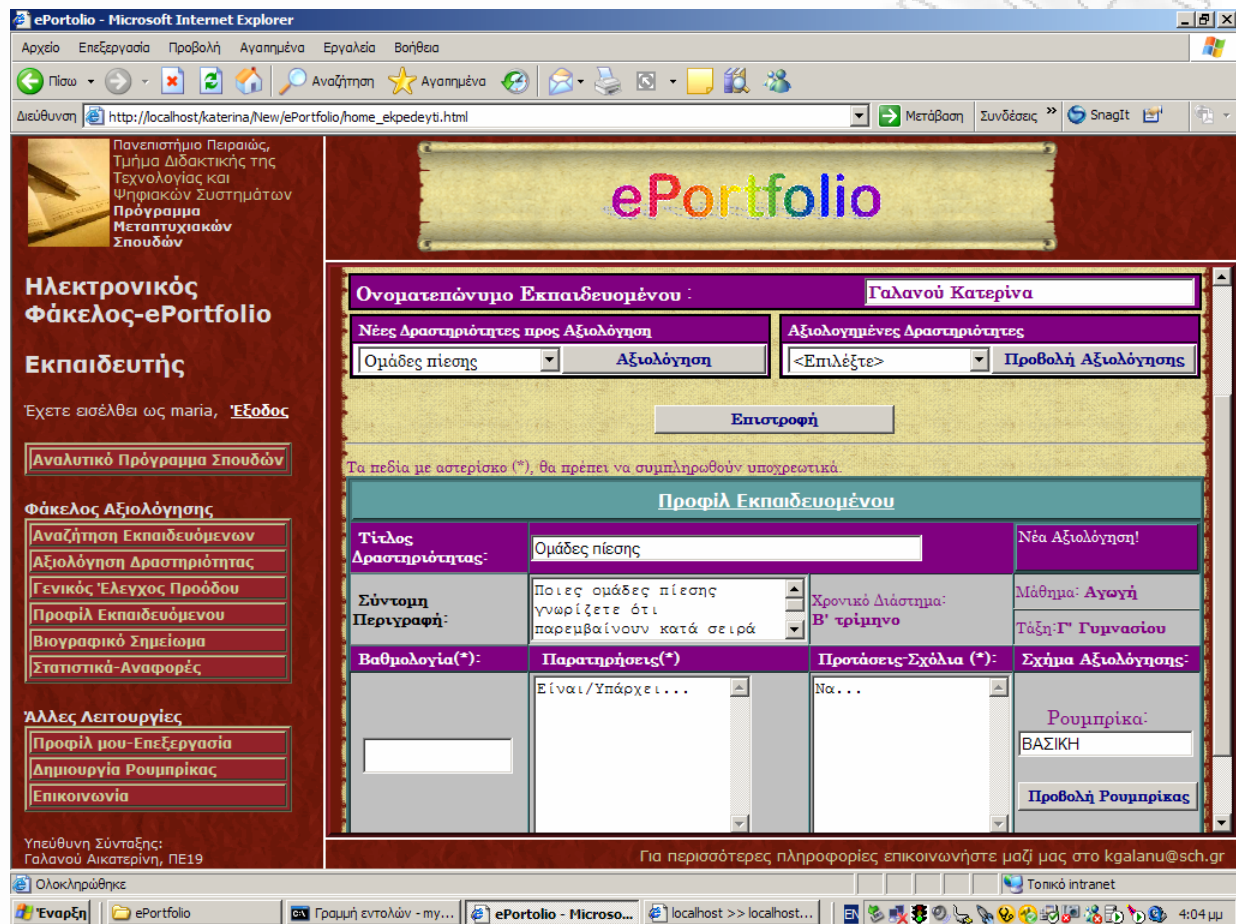 ePortolio - Microsoft Internet Explorer
Αρχείο Επεξεργασία Προβολή Αγαπημένα Εργαλεία Βοήθεια
Πίσω Αναζήτηση Αγαπημένα
Διεύθυνση http://localhost/katerina/New/ePortfolio/home_ekpedeyti.html Μετάβαση Συνδέσεις » SnagIt
Πανεπιστήμιο Πειραιώς,
Τμήμα Διδακτικής της
Τεχνολογίας και
Ψηφιακών Συστημάτων
Πρόγραμμα
Μεταπτυχιακών
Σπουδών
ePortfolio
Ηλεκτρονικός
Φάκελος-ePortfolio
Εκπαιδευτής
Έχετε εισέλθει ως maria, Έξοδος
Αναλυτικό Πρόγραμμα Σπουδών
Φάκελος Αξιολόγησης
Αναζήτηση Εκπαιδευόμενων
Αξιολόγηση Δραστηριότητας
Γενικός Έλεγχος Προόδου
Προφίλ Εκπαιδευόμενου
Βιογραφικό Σημείωμα
Στατιστικά-Αναφορές
Άλλες Λειτουργίες
Προφίλ μου-Επεξεργασία
Δημιουργία Ρουμπρίκας
Επικοινωνία
Υπεύθυνη Σύνταξης:
Γαλανού Αικατερίνη, ΠΕ19
Ονοματεπώνυμο Εκπαιδευομένου : Γαλανού Κατερίνα
Νέες Δραστηριότητες προς Αξιολόγηση Αξιολογημένες Δραστηριότητες
Ομάδες πίεσης Αξιολόγηση <Επιλέξτε> Προβολή Αξιολόγησης
Επιστροφή
Τα πεδία με αστερίσκο (*), θα πρέπει να συμπληρωθούν υποχρεωτικά.
Προφίλ Εκπαιδευομένου
Τίτλος
Δραστηριότητας: Ομάδες πίεσης Νέα Αξιολόγηση!
Σύντομη
Περιγραφή:
Ποιες ομάδες πίεσης
γνωρίζετε ότι
παρεμβαίνουν κατά σειρά
Χρονικό Διάστημα:
Β' τρίμηνο
Μάθημα: Αγωγή
Τάξη:Γ' Γυμνασίου
Βαθμολογία(*): Παρατηρήσεις(*) Προτάσεις-Σχόλια (*): Σχήμα Αξιολόγησης:
Είναι/Υπάρχει... Να...
Ρουμπρίκα:
ΒΑΣΙΚΗ
Προβολή Ρουμπρίκας
Για περισσότερες πληροφορίες επικοινωνήστε μαζί μας στο kgalanu@sch.gr
Ολοκληρώθηκε Τοπικό intranet
Έναρξη ePortfolio Γραμμή εντολών - my... ePortolio - Microso... localhost >> localhost... EN 4:04 μμ